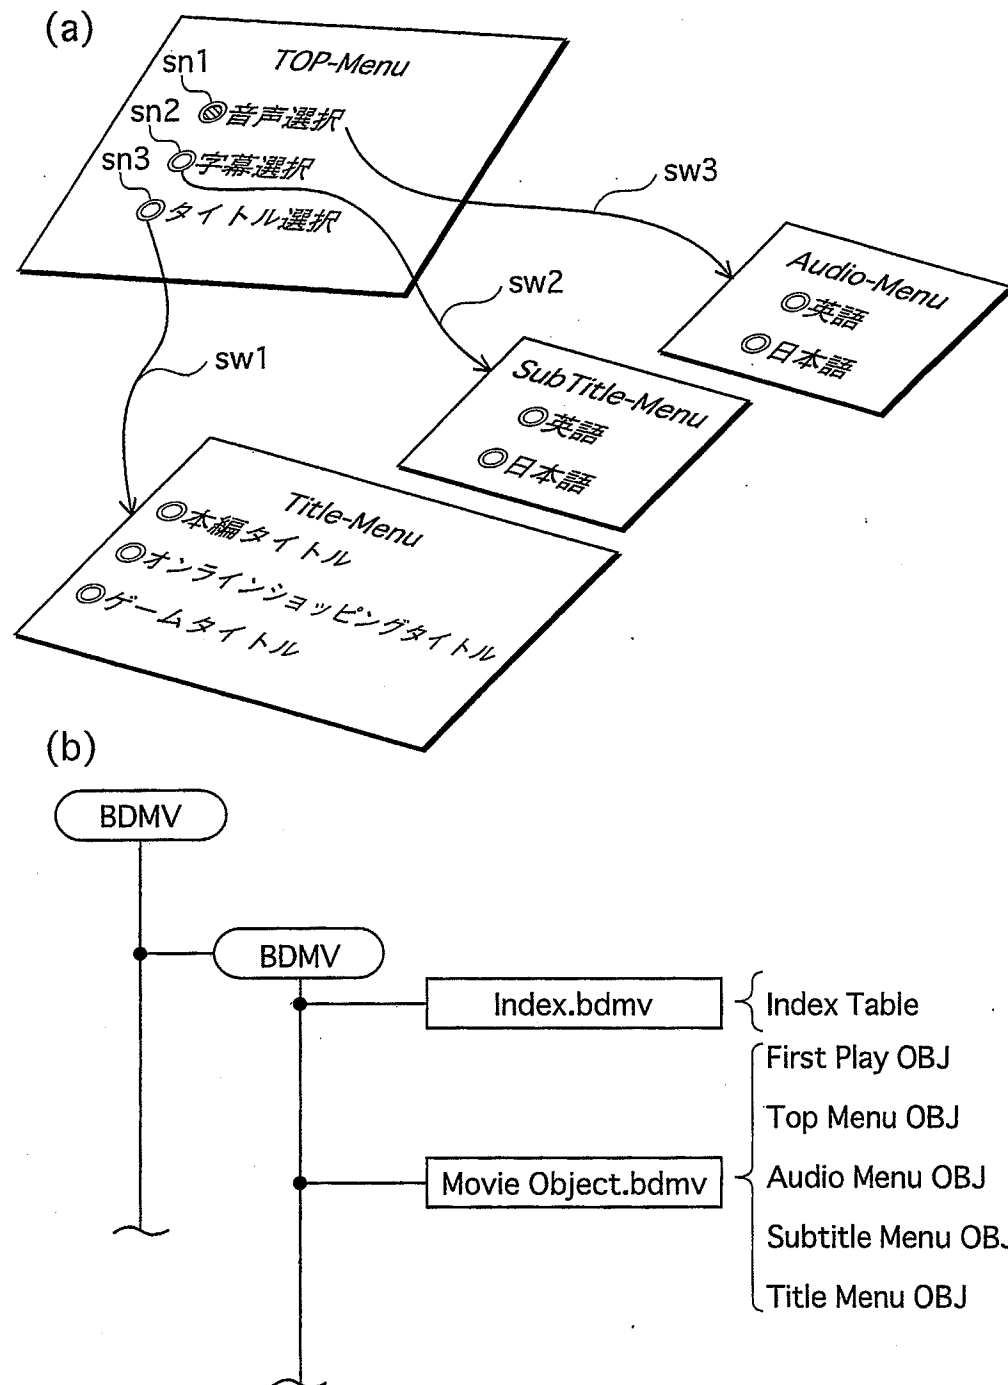 (a)
TOP-Menu
sn1
音声選択
sn2
字幕選択
sn3
タイトル選択
sw3
sw2
sw1
Audio-Menu
英語
日本語
SubTitle-Menu
英語
日本語
Title-Menu
本編タイトル
オンラインショッピングタイトル
ゲームタイトル
(b)
BDMV
BDMV
Index.bdmv
Index Table
First Play OBJ
Top Menu OBJ
Movie Object.bdmv
Audio Menu OBJ
Subtitle Menu OBJ
Title Menu OBJ